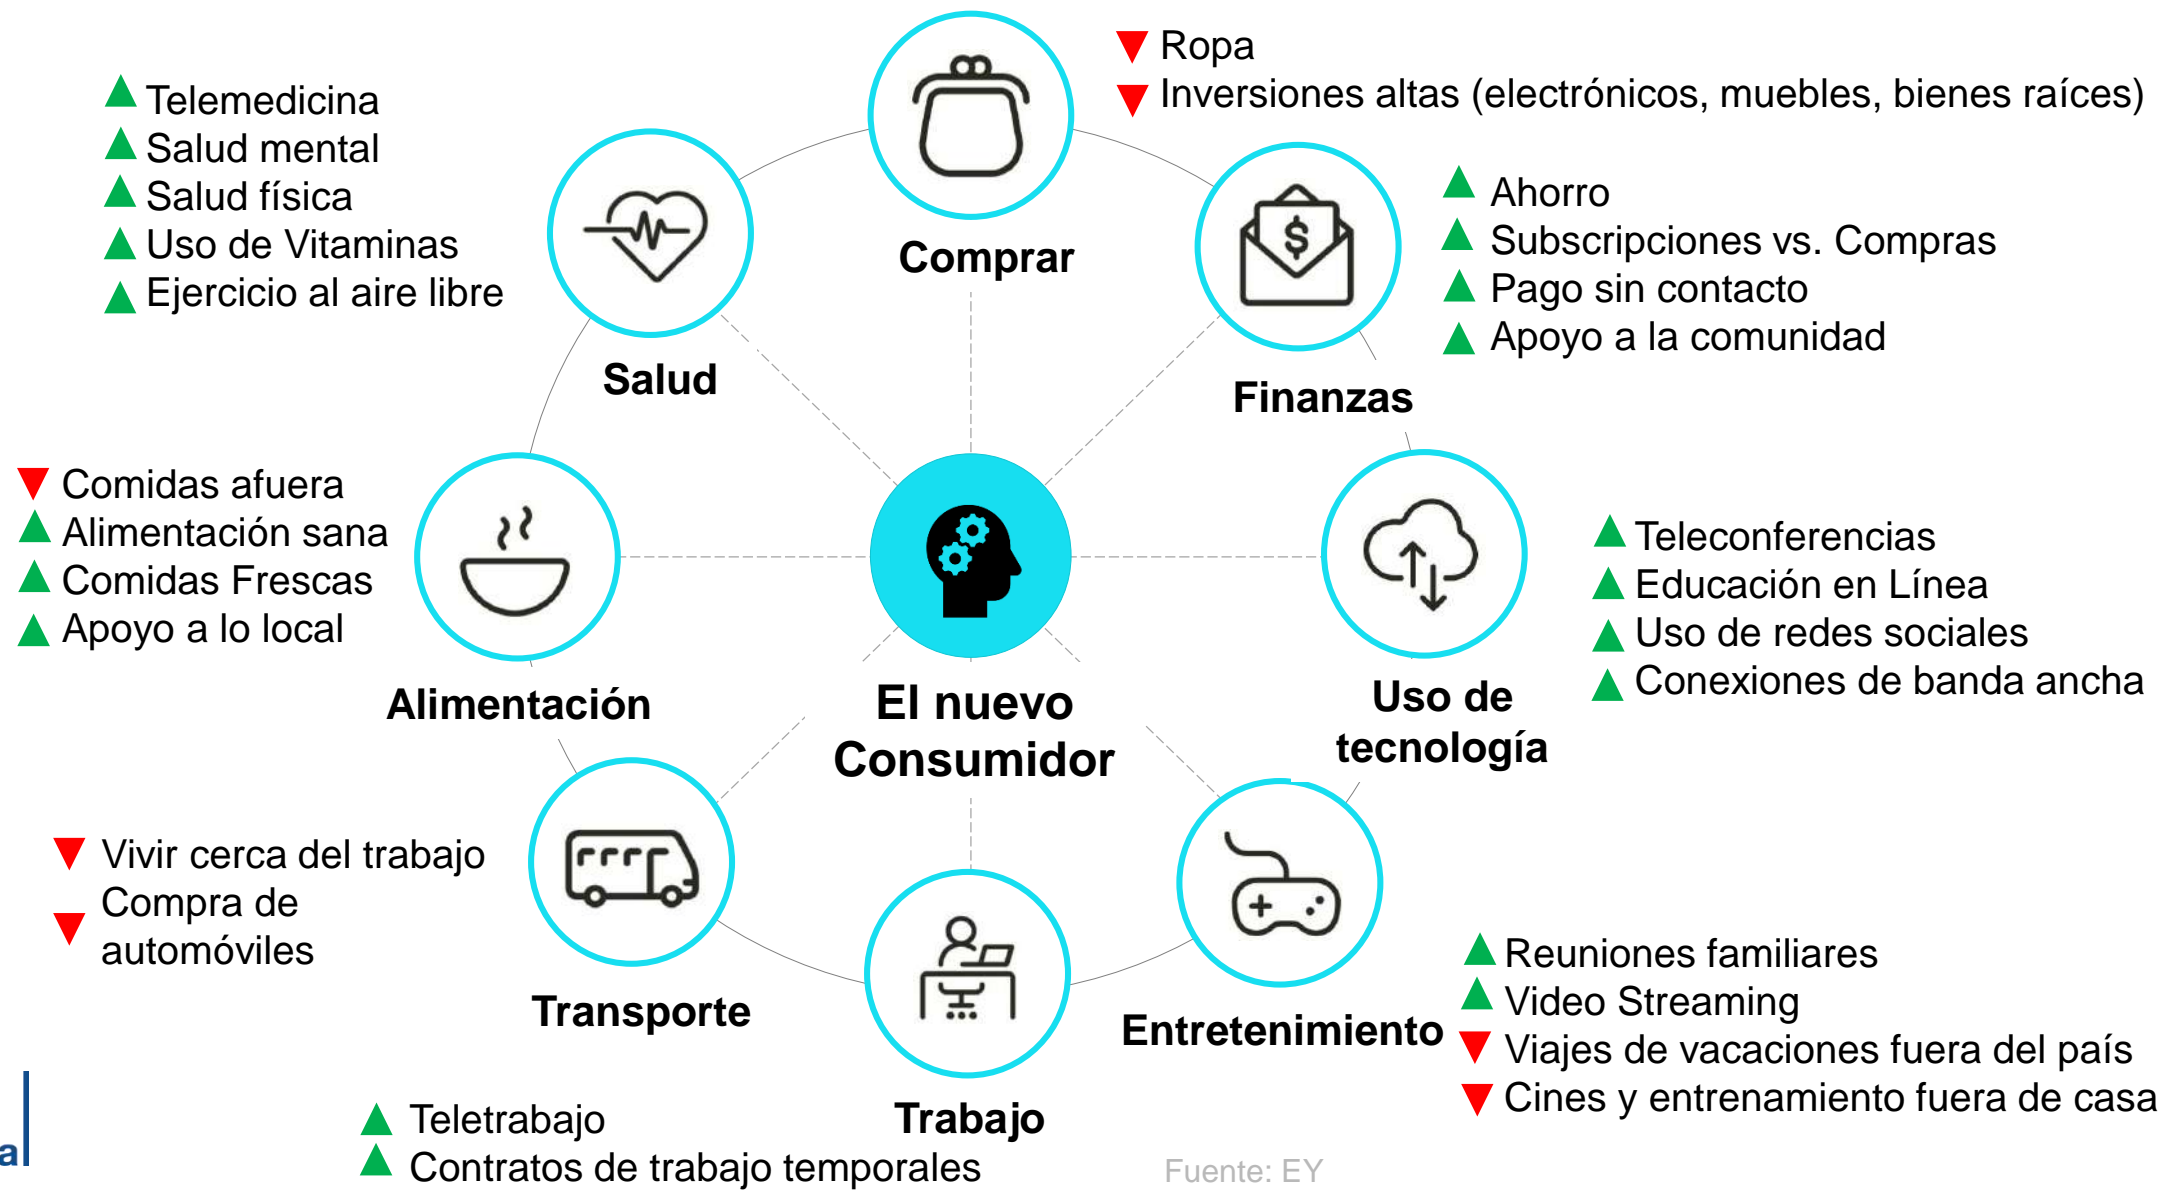 Ropa
Inversiones altas (electrónicos, muebles, bienes raíces)
Comprar
Telemedicina
Salud mental
Salud física
Uso de Vitaminas
Ejercicio al aire libre
Salud
$
Ahorro
Subscripciones vs. Compras
Pago sin contacto
Apoyo a la comunidad
Finanzas
Comidas afuera
Alimentación sana
Comidas Frescas
Apoyo a lo local
Alimentación
El nuevo
Consumidor
Teleconferencias
Educación en Línea
Uso de redes sociales
Conexiones de banda ancha
Uso de
tecnología
Vivir cerca del trabajo
Compra de
automóviles
Transporte
Reuniones familiares
Video Streaming
Viajes de vacaciones fuera del país
Cines y entrenamiento fuera de casa
Entretenimiento
Teletrabajo
Contratos de trabajo temporales
Trabajo
Fuente: EY
a